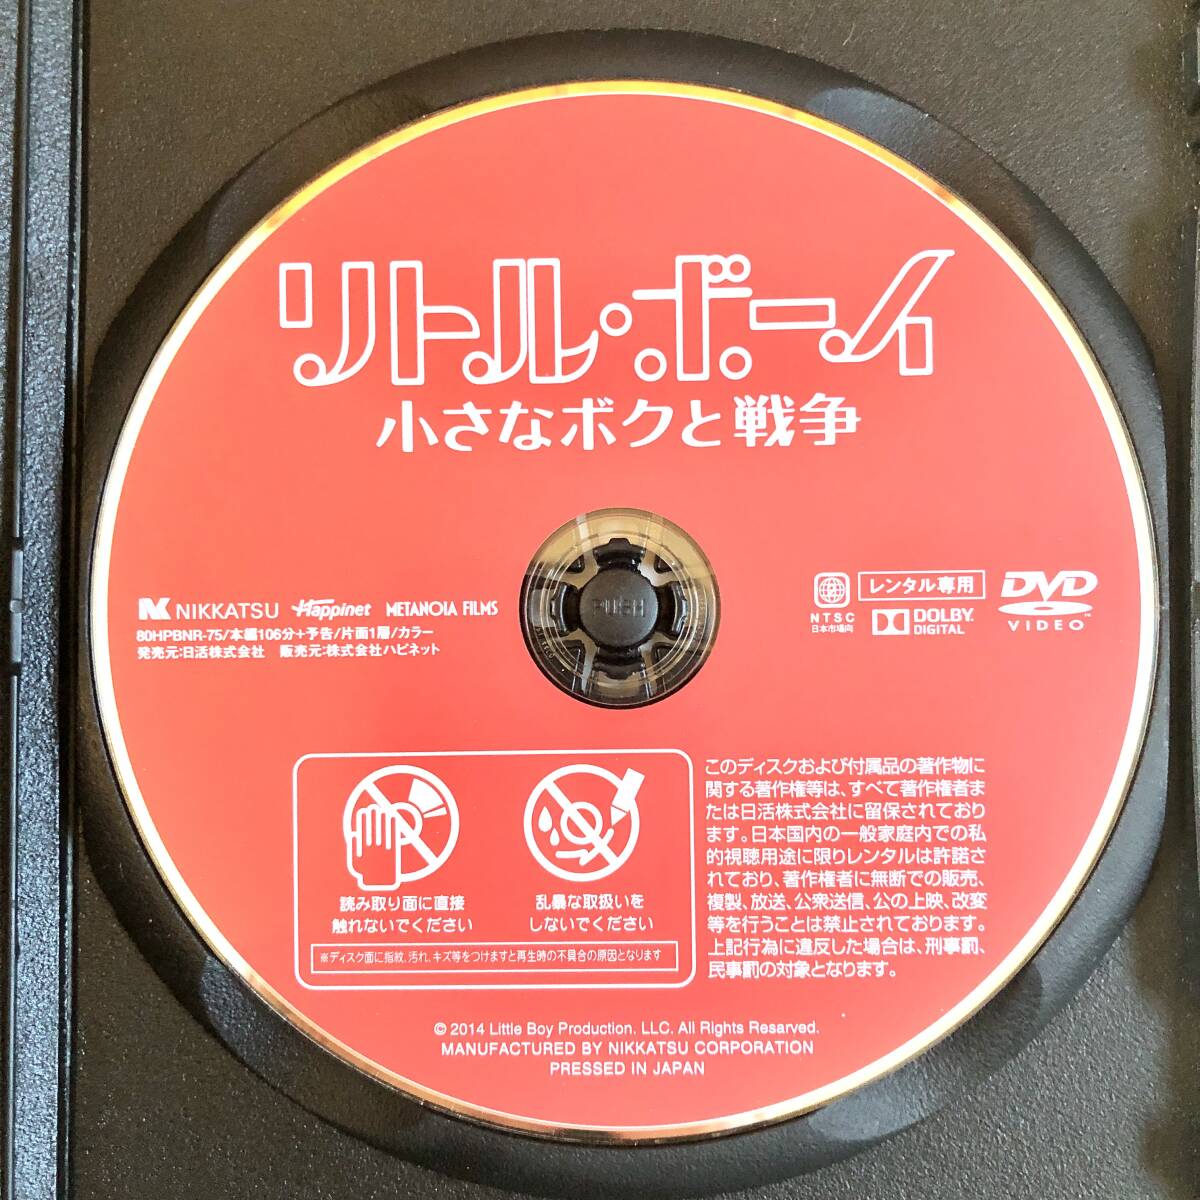 リトル・ボーイ
小さなボクと戦争
NIKKATSU Happinet METANOIA FILMS
80HPBNR-75/本編106分+予告/片面1層/カラー
発売元:日活株式会社 販売元:株式会社ハピネット
PUSH
2
NTSC
日本市場向
レンタル専用
DOLBY
DIGITAL
DVD
VIDEO
読み取り面に直接
触れないでください
乱暴な取扱いを
しないでください
※ディスク面に指紋、汚れ、キズ等をつけますと再生時の不具合の原因となります
このディスクおよび付属品の著作物に
関する著作権等は、すべて著作権者ま
たは日活株式会社に留保されており
ます。日本国内の一般家庭内での私
的視聴用途に限りレンタルは許諾さ
れており、著作権者に無断での販売、
複製、放送、公衆送信、公の上映、改変
等を行うことは禁止されております。
上記行為に違反した場合は、刑事罰、
民事罰の対象となります。
© 2014 Little Boy Production. LLC. All Rights Resarved.
MANUFACTURED BY NIKKATSU CORPORATION
PRESSED IN JAPAN